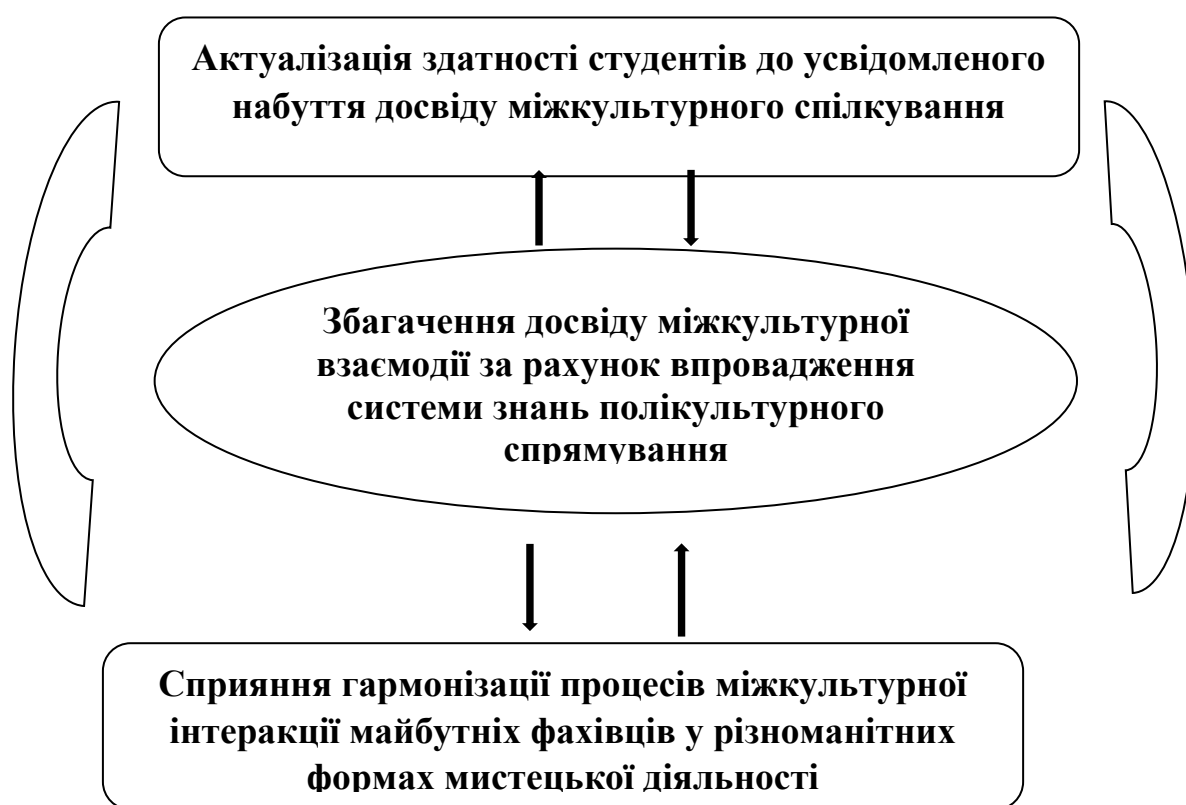 Актуалізація здатності студентів до усвідомленого
набуття досвіду міжкультурного спілкування
Збагачення досвіду міжкультурної
взаємодії за рахунок впровадження
системи знань полікультурного
спрямування
Сприяння гармонізації процесів міжкультурної
інтеракції майбутніх фахівців у різноманітних
формах мистецької діяльності